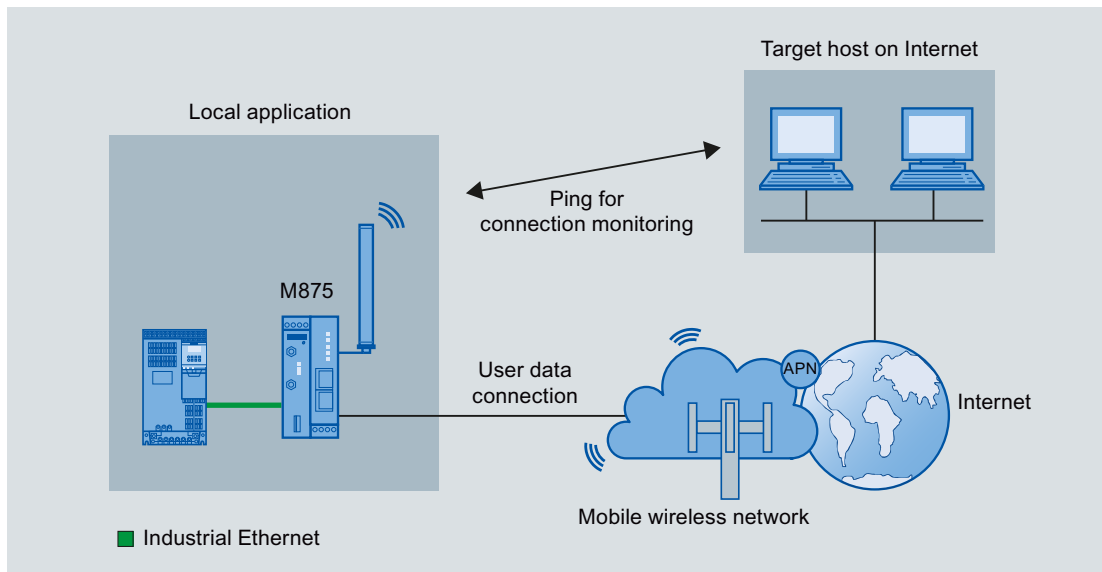 Target host on Internet
Local application
Ping for
connection monitoring
M875
User data
connection
APN
Internet
Mobile wireless network
Industrial Ethernet